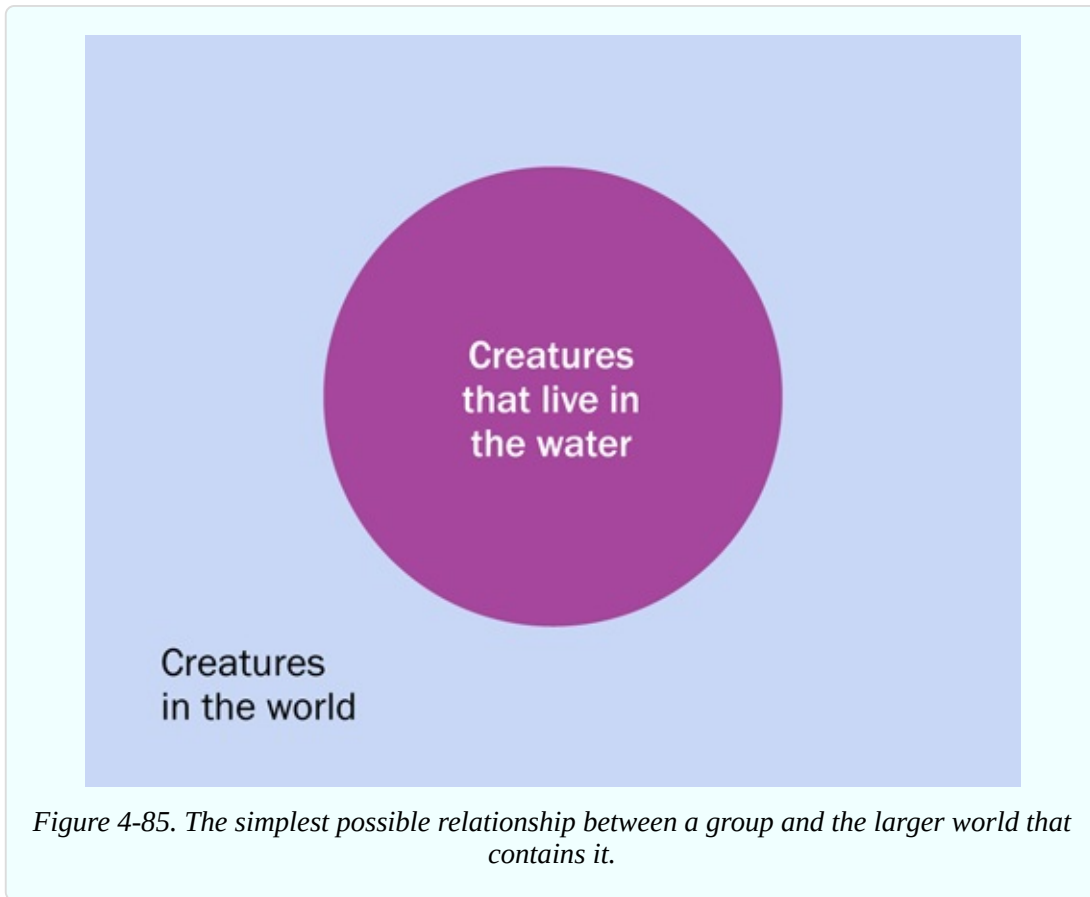 Creatures
that live in
the water
Creatures
in the world
Figure 4-85. The simplest possible relationship between a group and the larger world that
contains it.